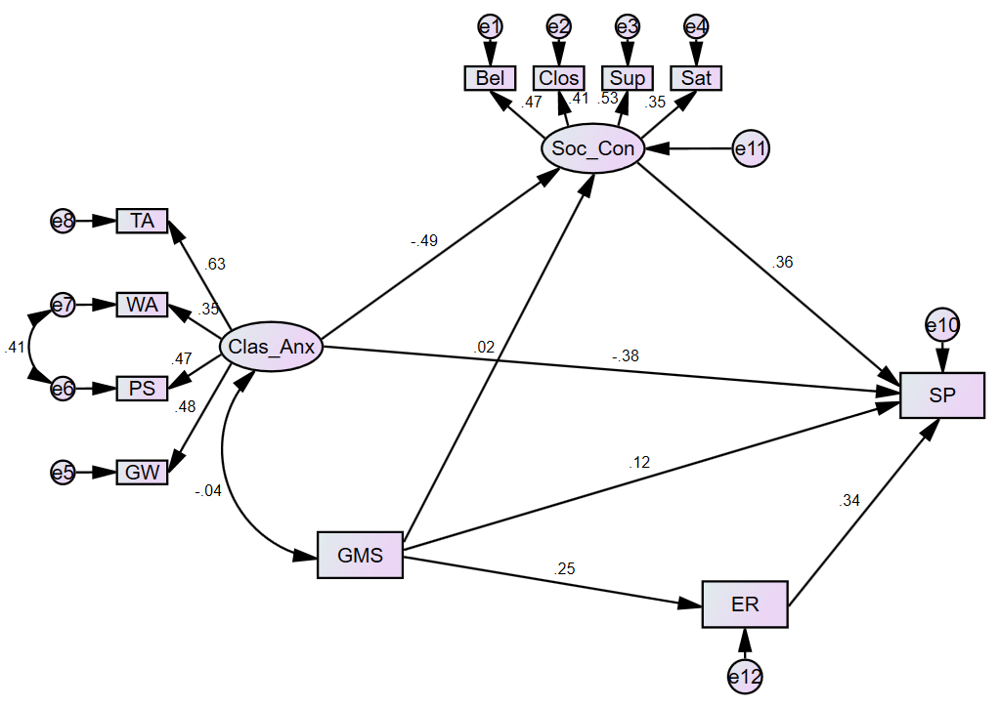 e1
e2
e3
e4
Bel
Clos
Sup
Sat
.47
.41
.53
.35
Soc_Con
e11
e8
TA
-.49
.63
.36
e7
WA
.35
e10
.41
Clas_Anx
.02
.47
-.38
e6
PS
SP
.48
.12
e5
GW
-.04
.34
GMS
.25
ER
e12